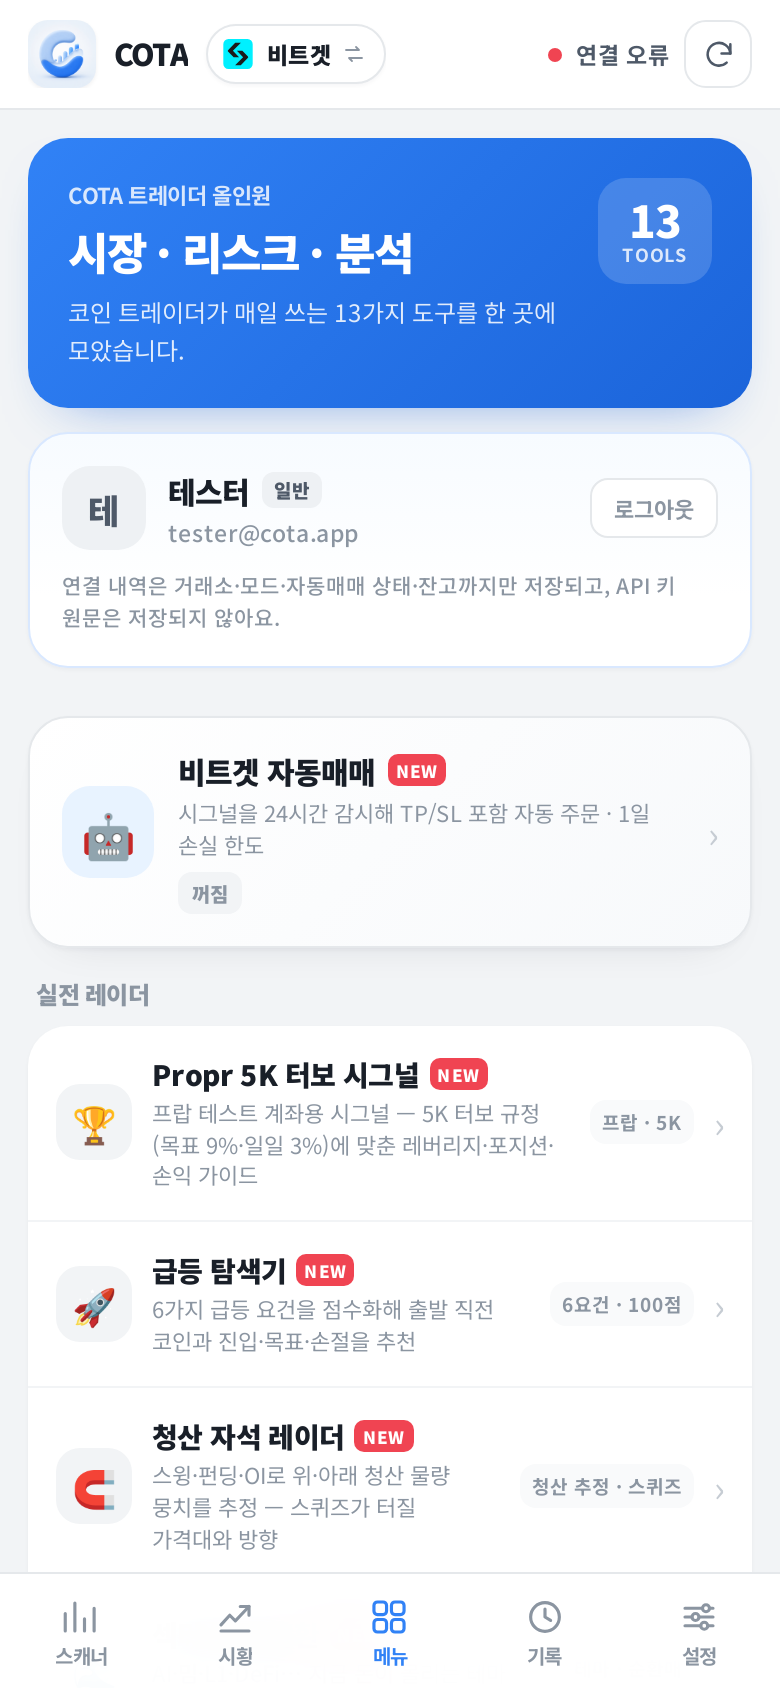 COTA
비트겟
연결 오류
COTA 트레이더 올인원
시장 · 리스크 · 분석
코인 트레이더가 매일 쓰는 13가지 도구를 한 곳에
모았습니다.
13
TOOLS
테
테스터
일반
tester@cota.app
로그아웃
연결 내역은 거래소·모드·자동매매 상태·잔고까지만 저장되고, API 키
원문은 저장되지 않아요.
비트겟 자동매매 NEW
시그널을 24시간 감시해 TP/SL 포함 자동 주문 · 1일
손실 한도
꺼짐
실전 레이더
Propr 5K 터보 시그널 NEW
프랍 테스트 계좌용 시그널 — 5K 터보 규정
(목표 9%·일일 3%)에 맞춘 레버리지·포지션·
손익 가이드
프랍 · 5K
급등 탐색기 NEW
6가지 급등 요건을 점수화해 출발 직전
코인과 진입·목표·손절을 추천
6요건 · 100점
청산 자석 레이더 NEW
스윙·펀딩·OI로 위·아래 청산 물량
뭉치를 추정 — 스퀴즈가 터질
가격대와 방향
청산 추정 · 스퀴즈
스캐너
시황
메뉴
기록
설정